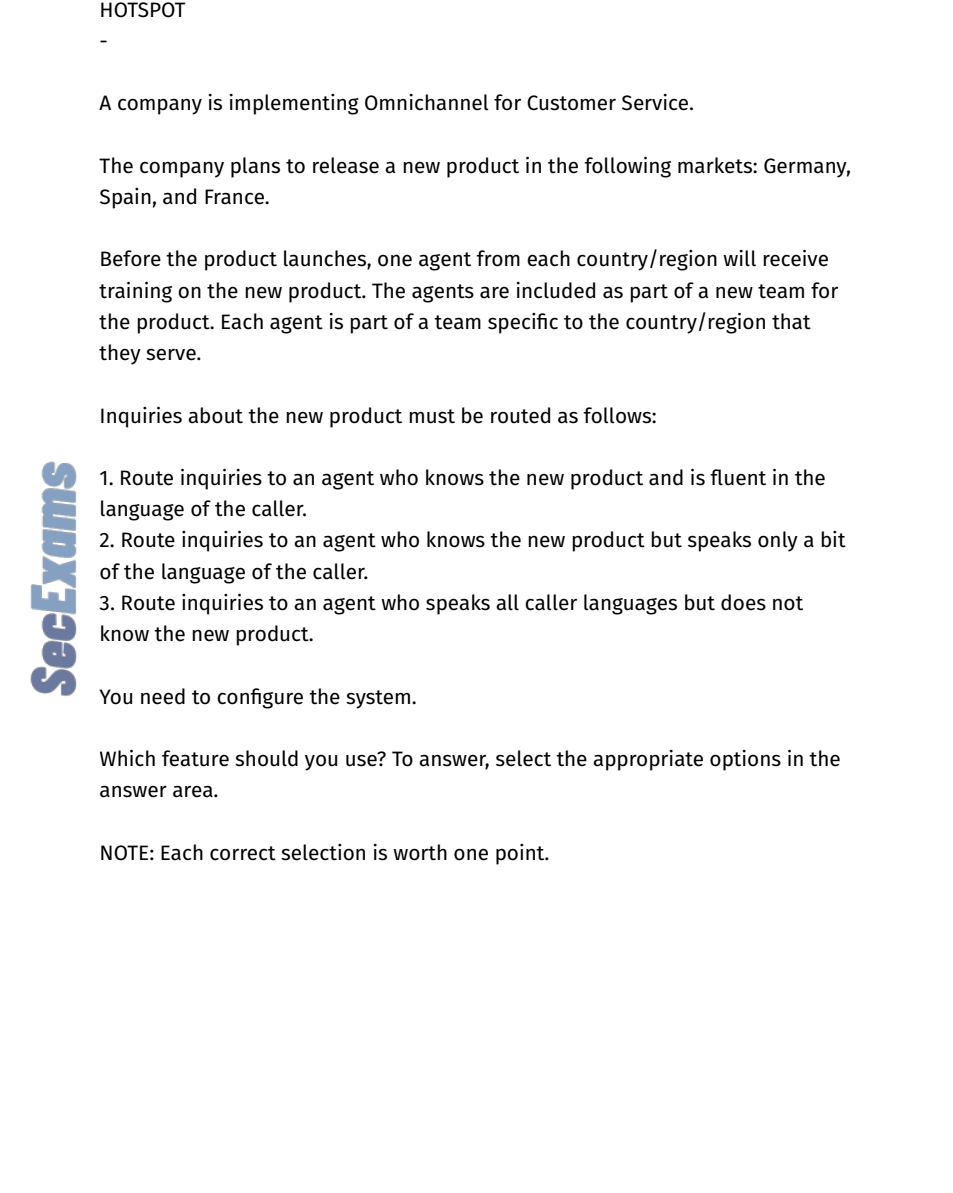 HOTSPOT
-
A company is implementing Omnichannel for Customer Service.
The company plans to release a new product in the following markets: Germany,
Spain, and France.
Before the product launches, one agent from each country/region will receive
training on the new product. The agents are included as part of a new team for
the product. Each agent is part of a team specific to the country/region that
they serve.
Inquiries about the new product must be routed as follows:
1. Route inquiries to an agent who knows the new product and is fluent in the
language of the caller.
2. Route inquiries to an agent who knows the new product but speaks only a bit
of the language of the caller.
3. Route inquiries to an agent who speaks all caller languages but does not
know the new product.
You need to configure the system.
Which feature should you use? To answer, select the appropriate options in the
answer area.
NOTE: Each correct selection is worth one point.
SecExams